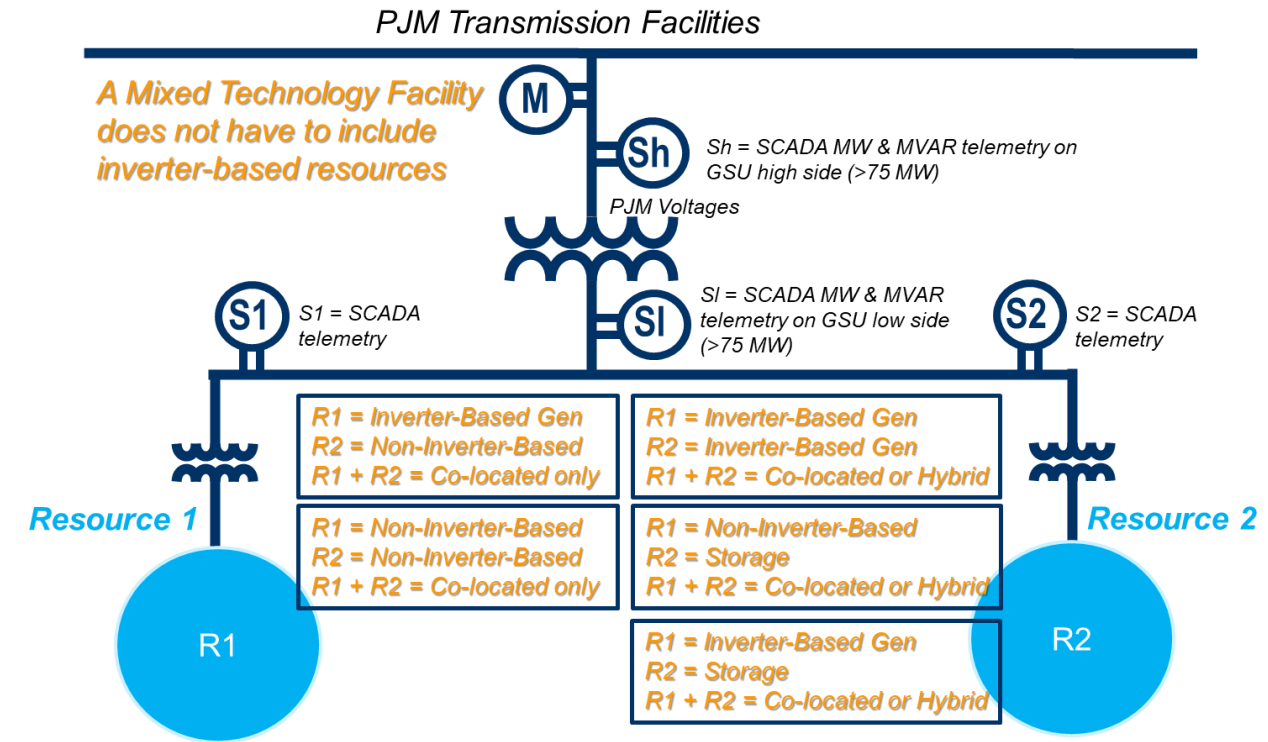 PJM Transmission Facilities
A Mixed Technology Facility
does not have to include
inverter-based resources
M
Sh
Sh = SCADA MW & MVAR telemetry on
GSU high side (>75 MW)
PJM Voltages
S1
S1 = SCADA
telemetry
Sl
Sl = SCADA MW & MVAR
telemetry on GSU low side
(>75 MW)
S2
S2 = SCADA
telemetry
R1 = Inverter-Based Gen
R2 = Non-Inverter-Based
R1 + R2 = Co-located only
R1 = Inverter-Based Gen
R2 = Inverter-Based Gen
R1 + R2 = Co-located or Hybrid
Resource 1
R1 = Non-Inverter-Based
R2 = Non-Inverter-Based
R1 + R2 = Co-located only
R1 = Non-Inverter-Based
R2 = Storage
R1 + R2 = Co-located or Hybrid
Resource 2
R1
R1 = Inverter-Based Gen
R2 = Storage
R1 + R2 = Co-located or Hybrid
R2